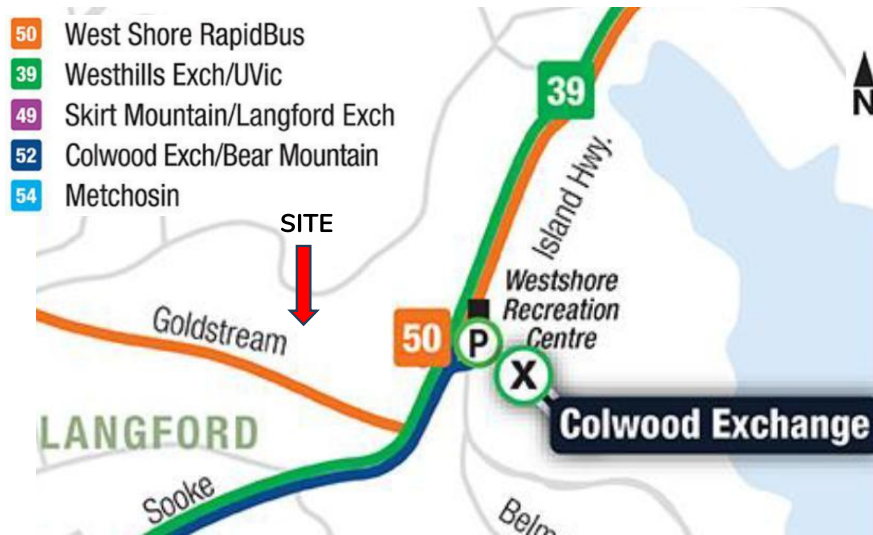 50 West Shore RapidBus
39 Westhills Exch/UVic
49 Skirt Mountain/Langford Exch
52 Colwood Exch/Bear Mountain
54 Metchosin
39
N
Island Hwy.
SITE
Westshore
Recreation
Centre
Goldstream
50
P
X
Colwood Exchange
LANGFORD
Sooke
Belm